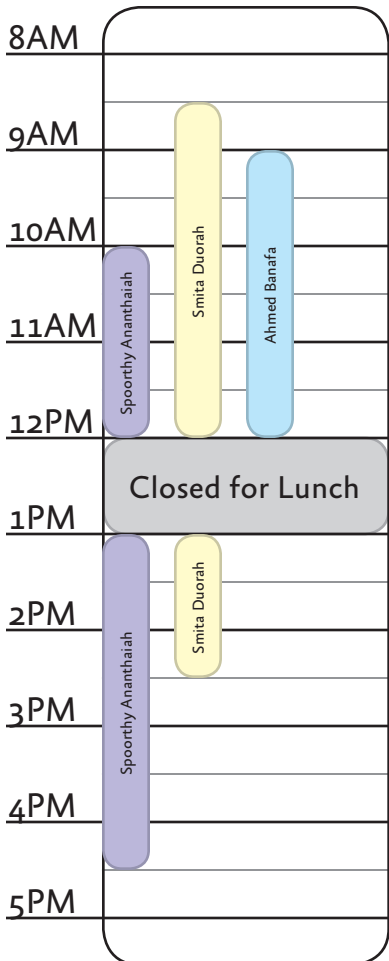 8AM
9AM
10AM
11AM
12PM
1PM
2PM
3PM
4PM
5PM
Spoorthy Ananthaiah
Smita Duorah
Ahmed Banafa
Closed for Lunch
Spoorthy Ananthaiah
Smita Duorah